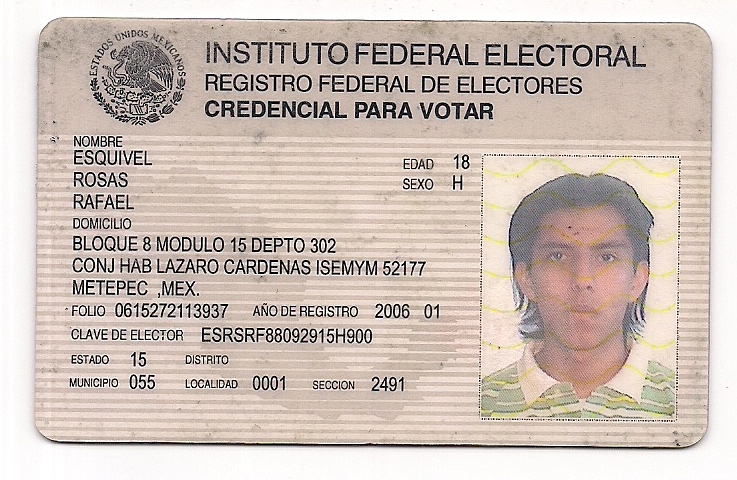 ESTADOS UNIDOS MEXICANOS
INSTITUTO FEDERAL ELECTORAL
REGISTRO FEDERAL DE ELECTORES
CREDENCIAL PARA VOTAR
NOMBRE
ESQUIVEL
ROSAS
RAFAEL
EDAD 18
SEXO H
DOMICILIO
BLOQUE 8 MODULO 15 DEPTO 302
CONJ HAB LAZARO CARDENAS ISEMYM 52177
METEPEC ,MEX.
FOLIO 0615272113937 AÑO DE REGISTRO 2006 01
CLAVE DE ELECTOR ESRSRF88092915H900
ESTADO 15 DISTRITO
MUNICIPIO 055 LOCALIDAD 0001 SECCION 2491